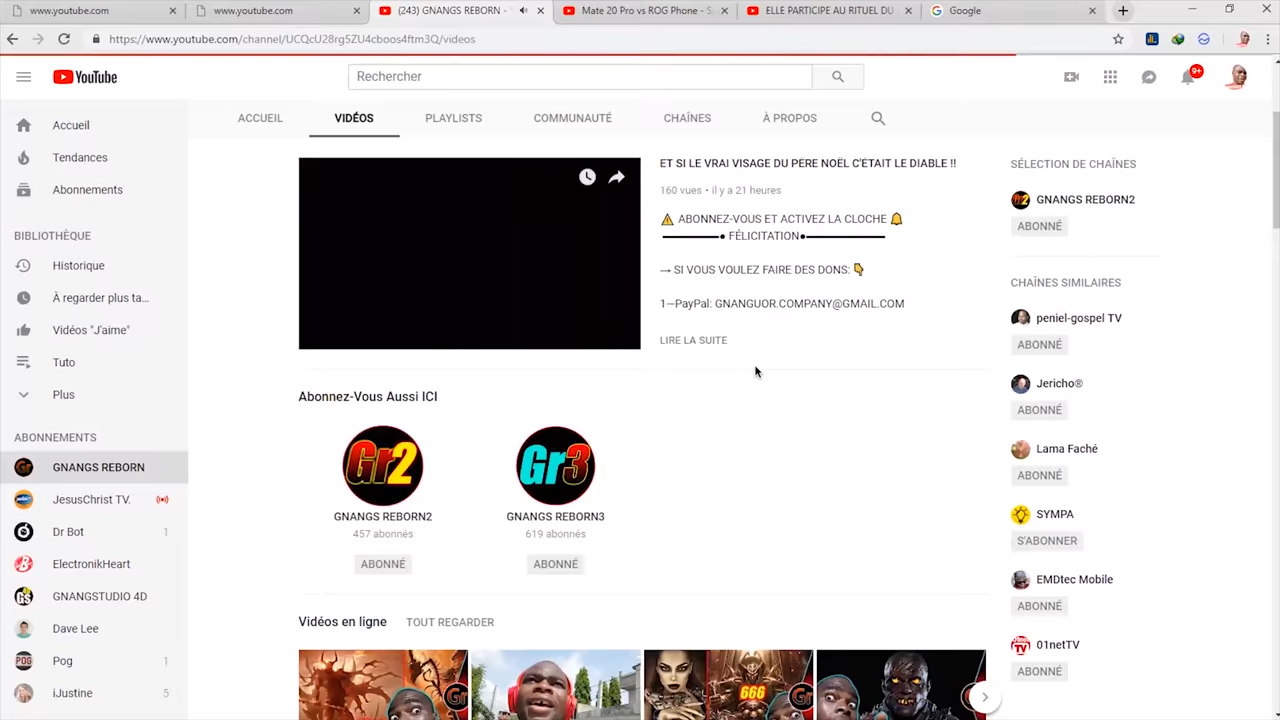 www.youtube.com
www.youtube.com
(243) GNANGS REBORN -
Mate 20 Pro vs ROG Phone - S
ELLE PARTICIPE AU RITUEL DU
Google
https://www.youtube.com/channel/UCQcU28rg5ZU4cboos4ftm3Q/videos
YouTube
Rechercher
9+
ACCUEIL
VIDÉOS
PLAYLISTS
COMMUNAUTÉ
CHAÎNES
À PROPOS
Accueil
Tendances
Abonnements
BIBLIOTHÈQUE
Historique
À regarder plus ta...
Vidéos "J'aime"
Tuto
Plus
ABONNEMENTS
GNANGS REBORN
JesusChrist TV.
Dr Bot 1
ElectronikHeart
GNANGSTUDIO 4D
Dave Lee
POG
Pog 1
iJustine 5
ET SI LE VRAI VISAGE DU PERE NOËL C'ETAIT LE DIABLE !!
160 vues • il y a 21 heures
⚠ ABONNEZ-VOUS ET ACTIVEZ LA CLOCHE 🔔
━━━━━━● FÉLICITATION●━━━━━━━━
→ SI VOUS VOULEZ FAIRE DES DONS: 👇
1—PayPal: GNANGUOR.COMPANY@GMAIL.COM
LIRE LA SUITE
Abonnez-Vous Aussi ICI
Gr2
GNANGS REBORN2
457 abonnés
ABONNÉ
Gr3
GNANGS REBORN3
619 abonnés
ABONNÉ
Vidéos en ligne TOUT REGARDER
666
SÉLECTION DE CHAÎNES
Gr2
GNANGS REBORN2
ABONNÉ
CHAÎNES SIMILAIRES
peniel-gospel TV
ABONNÉ
Jericho®
ABONNÉ
Lama Faché
ABONNÉ
SYMPA
S'ABONNER
EMDtec Mobile
ABONNÉ
01netTV
ABONNÉ